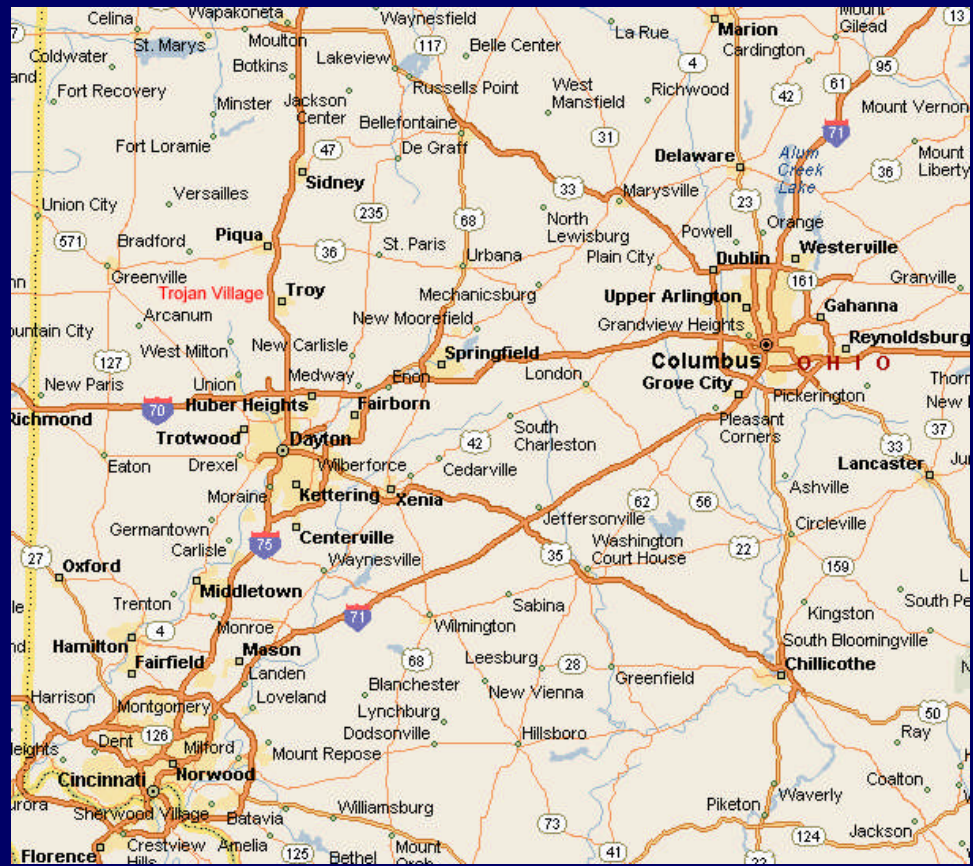 Celina
Wapakoneta
Waynesfield
La Rue
Marion
Mount
Gilead
13
Coldwater
St. Marys
Moulton
Lakeview
117
Belle Center
Cardington
95
Botkins
Russells Point
4
61
Fort Recovery
Minster
Jackson
Center
West
Mansfield
Richwood
42
Mount Vernon
Bellefontaine
71
Fort Loramie
47
De Graff
31
Delaware
Alum
Creek
Lake
Mount
Liberty
36
Sidney
33
Marysville
Versailles
23
Union City
235
68
North
Lewisburg
Powell
Orange
571
Bradford
Piqua
36
St. Paris
Urbana
Plain City
Dublin
Westerville
Greenville
161
Granville
Trojan Village
Troy
Mechanicsburg
Upper Arlington
Gahanna
Arcanum
New Moorefield
Grandview Heights
Reynoldsburg
West Milton
New Carlisle
Springfield
Columbus
OHIO
127
Union
Medway
Enon
London
Grove City
New Paris
Pickerington
Richmond
70
Huber Heights
Fairborn
Pleasant
Corners
37
Trotwood
Dayton
42
South
Charleston
33
Eaton
Drexel
Wilberforce
Cedarville
Lancaster
Moraine
Kettering
Xenia
62
56
Ashville
Germantown
Centerville
Jeffersonville
Circleville
Carlisle
75
Waynesville
35
Washington
Court House
22
27
Oxford
159
Middletown
Trenton
71
Sabina
Kingston
Monroe
Wilmington
Hamilton
4
South Bloomingville
Fairfield
Mason
68
Leesburg
28
Chillicothe
Landen
Greenfield
Harrison
Loveland
Blanchester
New Vienna
Montgomery
Lynchburg
50
Dent
126
Milford
Dodsonville
Hillsboro
Ray
Mount Repose
Cincinnati
Norwood
Coalton
Sherwood Village
Williamsburg
Piketon
Waverly
Batavia
73
124
Jackson
Florence
Crestview
Hills
Amelia
125
Bethel
Mount
41